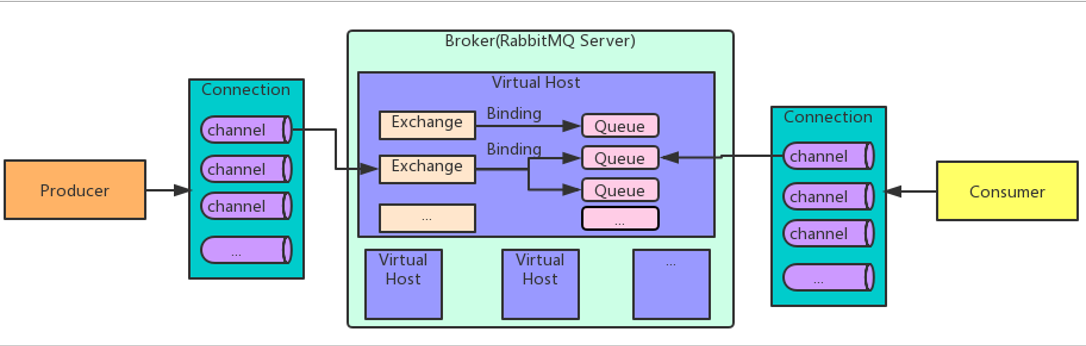 Broker(RabbitMQ Server)
Virtual Host
Connection
channel
channel
channel
...
Producer
Exchange
Binding
Queue
Exchange
Binding
Queue
Queue
...
...
Virtual
Host
Virtual
Host
...
Connection
channel
channel
channel
...
Consumer